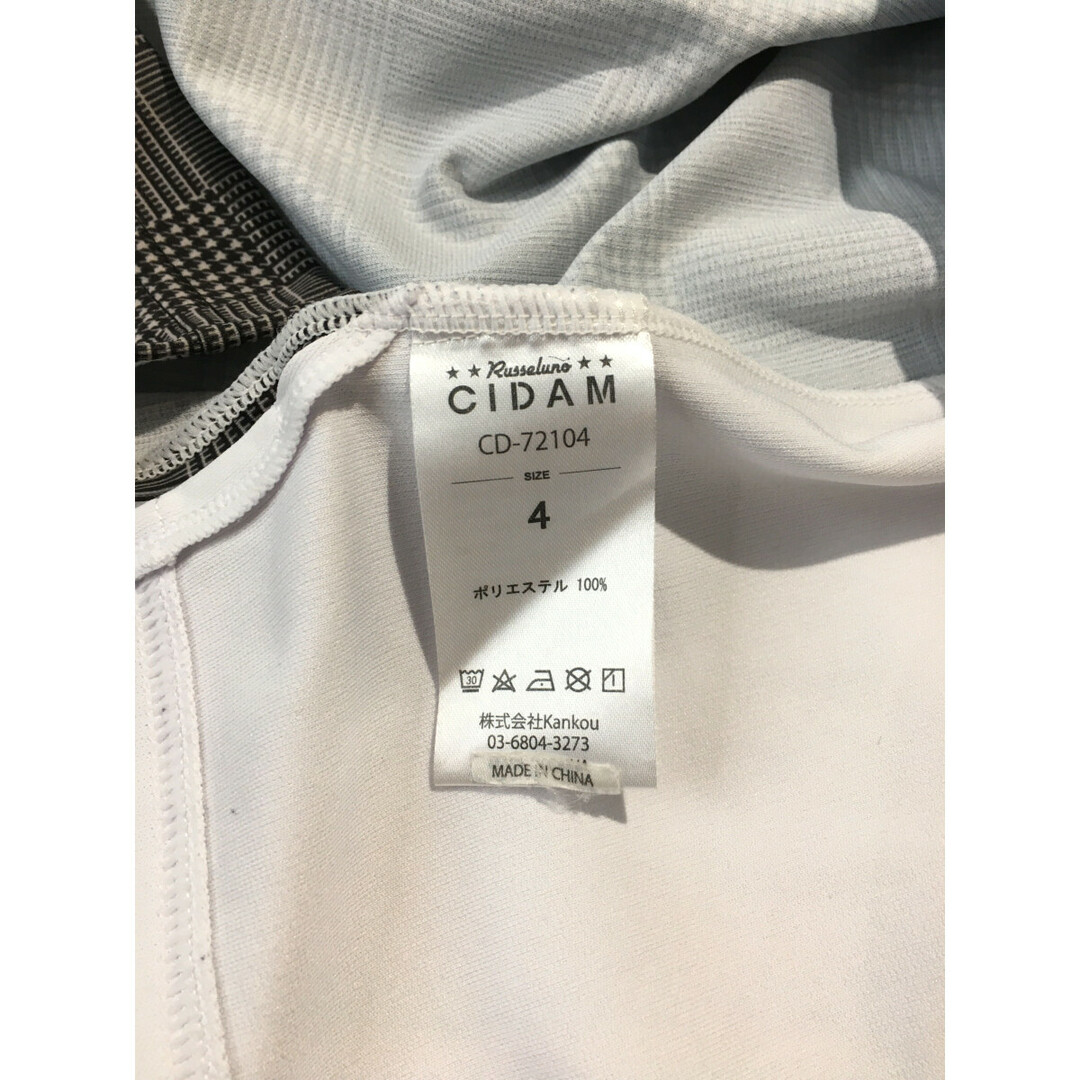 ★ ★ Russeluno ★ ★
CIDAM
CD-72104
SIZE
4
ポリエステル 100%
30
株式会社Kankou
03-6804-3273
MADE IN CHINA